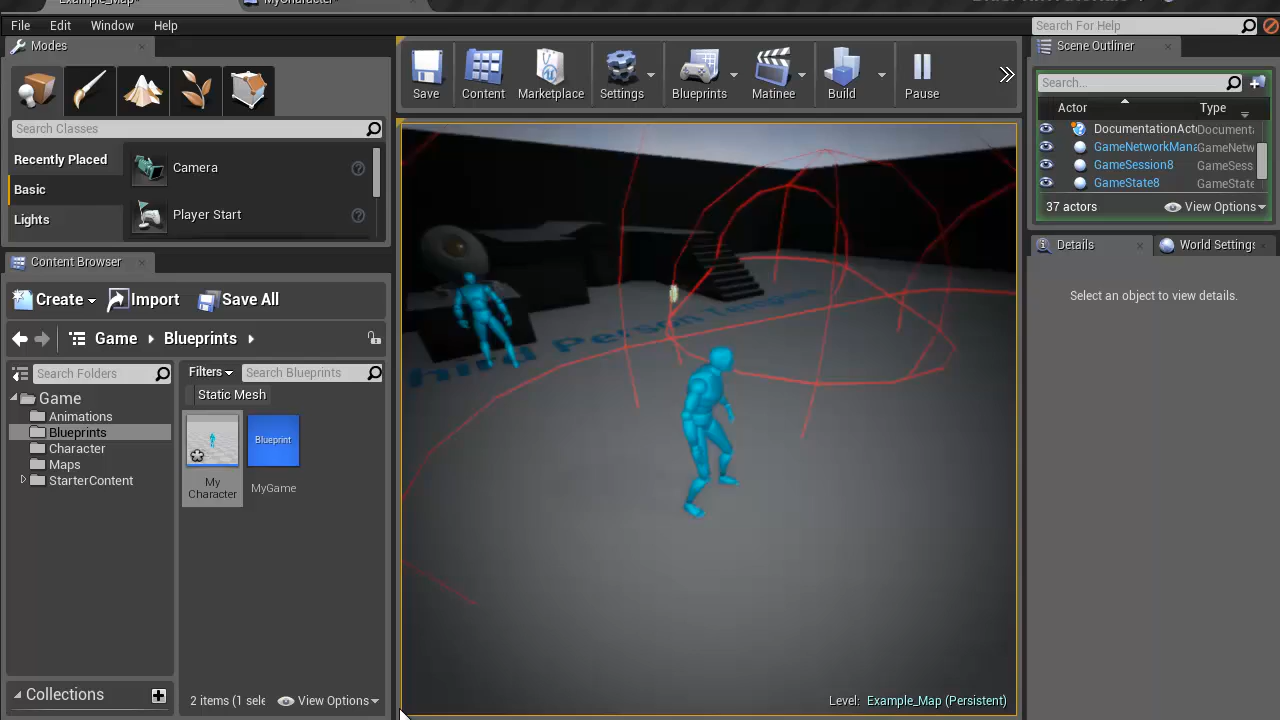 Example_Map
MyCharacter
File Edit Window Help
Search For Help
Modes
Search Classes
Recently Placed
Basic
Lights
Camera
Player Start
Content Browser
Create Import Save All
Game Blueprints
Search Folders
Game
Animations
Blueprints
Character
Maps
StarterContent
Filters Search Blueprints
Static Mesh
Blueprint
My
Character
MyGame
Collections
2 items (1 sele
View Options
Save Content Marketplace Settings Blueprints Matinee Build Pause
Person
Level: Example_Map (Persistent)
Scene Outliner
Search...
Actor Type
DocumentationActo Documenta
GameNetworkMana GameNetw
GameSession8 GameSess
GameState8 GameState
37 actors
View Options
Details World Settings
Select an object to view details.